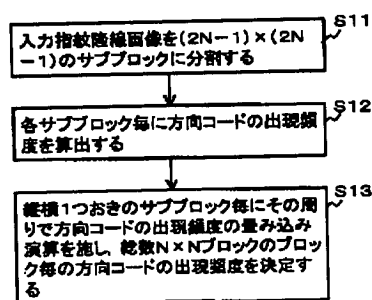 S11
入力指紋隆線画像を(2N−1)×(2N
−1)のサブブロックに分割する
S12
各サブブロック毎に方向コードの出現頻
度を算出する
S13
縦横1つおきのサブブロック毎にその周
りで方向コードの出現頻度の畳み込み
演算を施し、総数N×Nブロックのブロッ
ク毎の方向コードの出現頻度を決定す
る